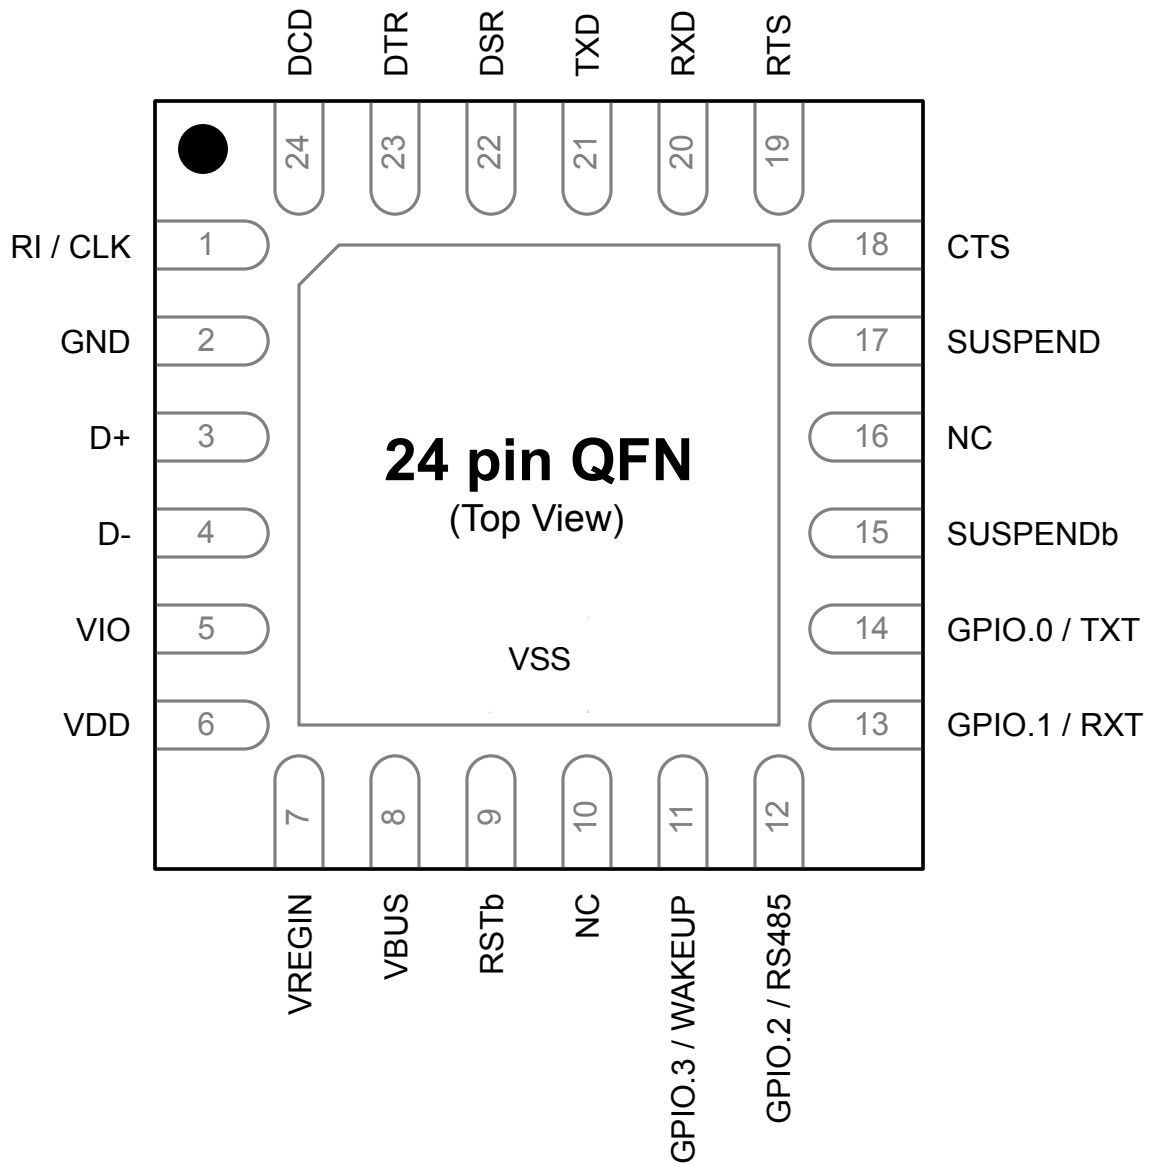 DCD
DTR
DSR
TXD
RXD
RTS
24
23
22
21
20
19
RI / CLK
1
18
CTS
GND
2
17
SUSPEND
D+
3
16
NC
24 pin QFN
(Top View)
D-
4
15
SUSPENDb
VIO
5
14
GPIO.0 / TXT
VSS
VDD
6
13
GPIO.1 / RXT
7
8
9
10
11
12
VREGIN
VBUS
RSTb
NC
GPIO.3 / WAKEUP
GPIO.2 / RS485